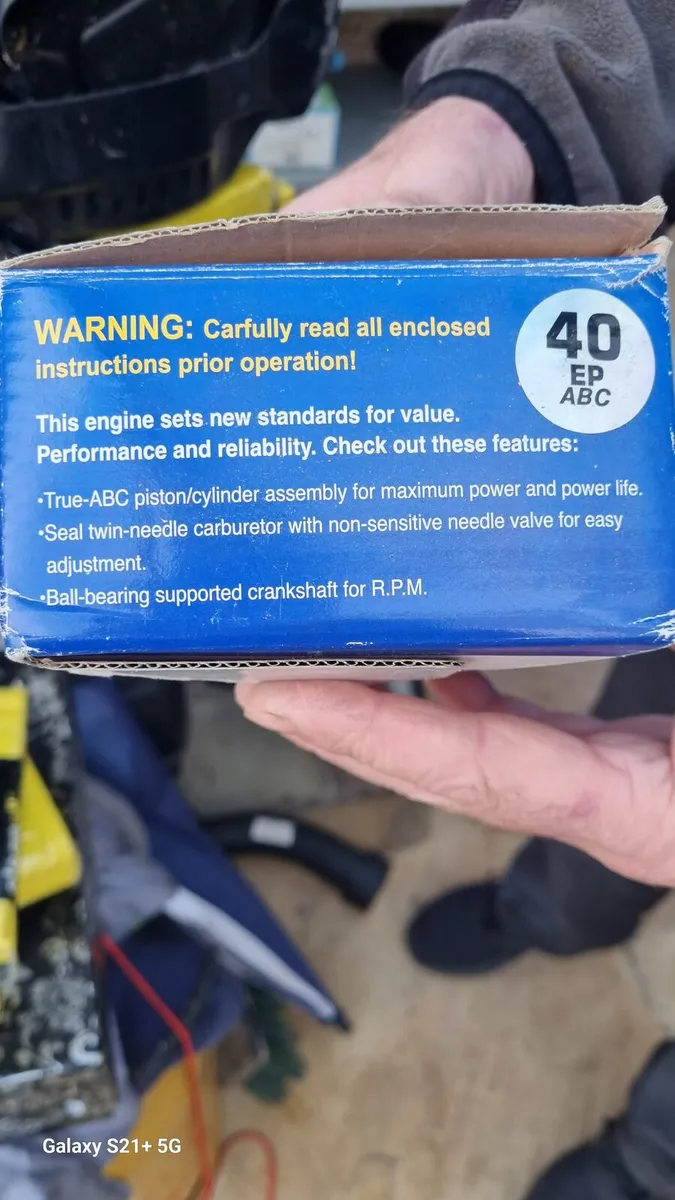 WARNING: Carfully read all enclosed
instructions prior operation!
40
EP
ABC
This engine sets new standards for value.
Performance and reliability. Check out these features:
•True-ABC piston/cylinder assembly for maximum power and power life.
•Seal twin-needle carburetor with non-sensitive needle valve for easy
adjustment.
•Ball-bearing supported crankshaft for R.P.M.
Galaxy S21+ 5G